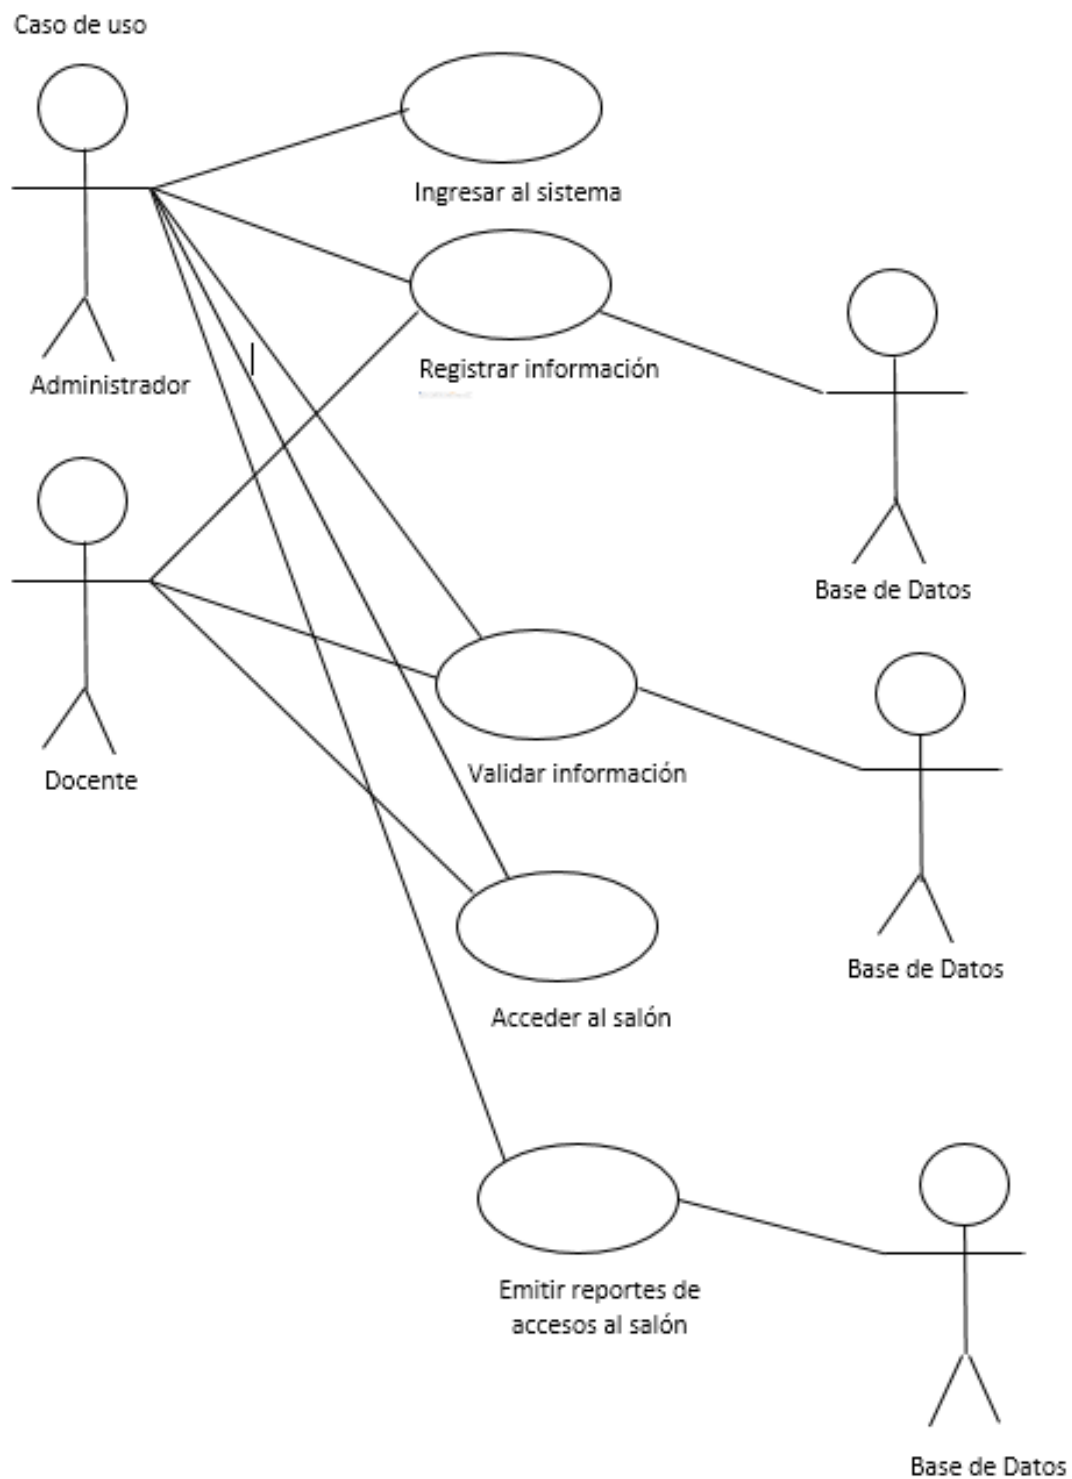 Caso de uso
Ingresar al sistema
Registrar información
Administrador
Base de Datos
Validar información
Docente
Base de Datos
Acceder al salón
Emitir reportes de
accesos al salón
Base de Datos